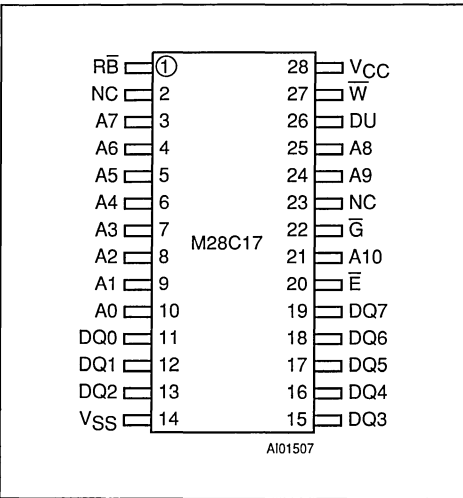 RB̅ 1 28 VCC
NC 2 27 W̅
A7 3 26 DU
A6 4 25 A8
A5 5 24 A9
A4 6 23 NC
A3 7 22 G̅
M28C17
A2 8 21 A10
A1 9 20 E̅
A0 10 19 DQ7
DQ0 11 18 DQ6
DQ1 12 17 DQ5
DQ2 13 16 DQ4
VSS 14 15 DQ3
AI01507